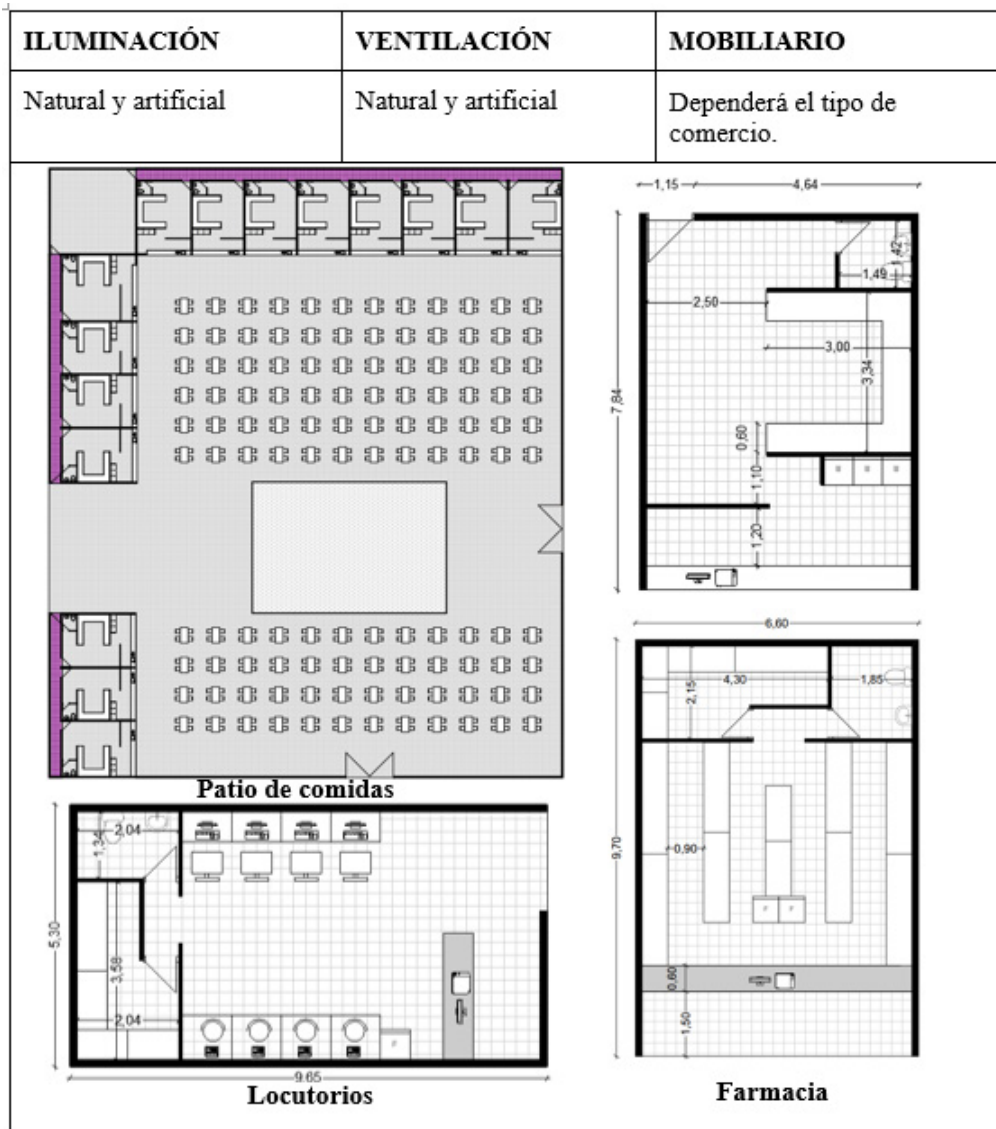 ILUMINACIÓN
VENTILACIÓN
MOBILIARIO
Natural y artificial
Natural y artificial
Dependerá el tipo de
comercio.
1,15
4,64
1,42
1,49
2,50
3,00
3,34
7,84
0,60
1,10
1,20
Patio de comidas
6,60
4,30
1,85
2,15
9,70
0,90
0,60
1,50
Farmacia
2,04
1,34
5,30
3,58
2,04
9.65
Locutorios